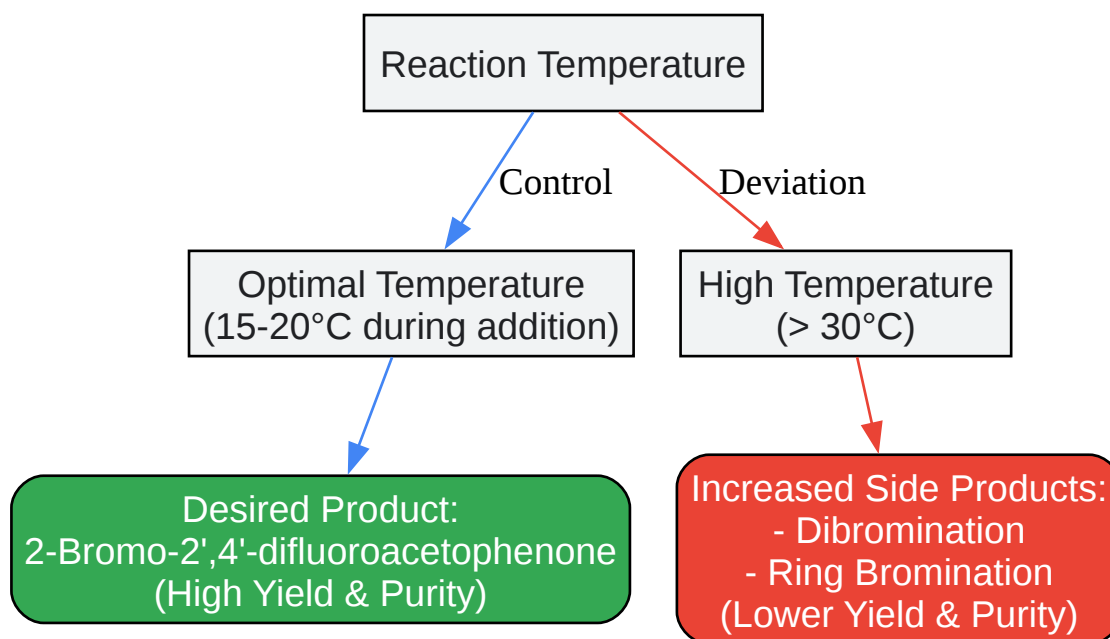 Reaction Temperature
Control
Deviation
Optimal Temperature
(15-20°C during addition)
High Temperature
(> 30°C)
Desired Product:
2-Bromo-2',4'-difluoroacetophenone
(High Yield & Purity)
Increased Side Products:
- Dibromination
- Ring Bromination
(Lower Yield & Purity)